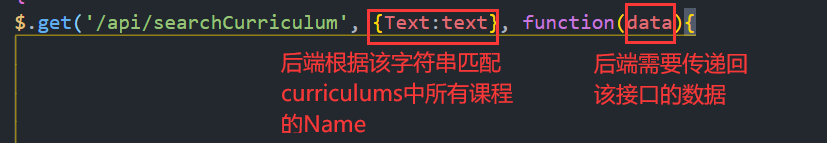 $.get('/api/searchCurriculum', {Text:text}, function(data){
后端根据该字符串匹配
curriculums中所有课程
的Name
后端需要传递回
该接口的数据